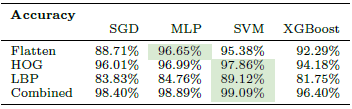 Accuracy
SGD MLP SVM XGBoost
Flatten 88.71% 96.65% 95.38% 92.29%
HOG 96.01% 96.99% 97.86% 94.18%
LBP 83.83% 84.76% 89.12% 81.75%
Combined 98.40% 98.89% 99.09% 96.40%